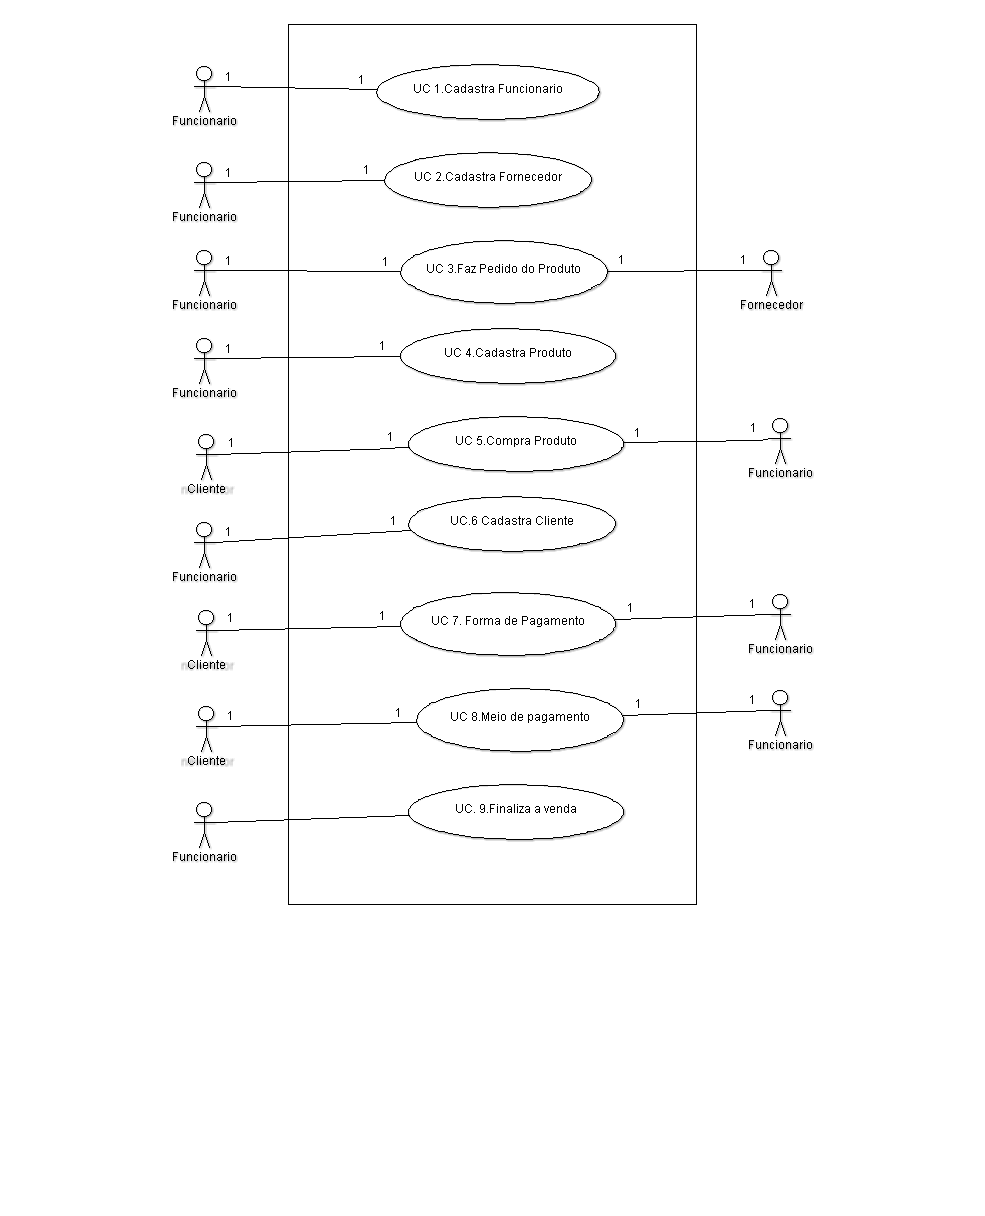 1 1 UC 1.Cadastra Funcionario
Funcionario
1 1 UC 2.Cadastra Fornecedor
Funcionario
1 1 UC 3.Faz Pedido do Produto 1 1
Funcionario Fornecedor
1 1 UC 4.Cadastra Produto
Funcionario
1 1 UC 5.Compra Produto 1 1
Cliente Funcionario
1 1 UC.6 Cadastra Cliente
Funcionario
1 1 UC 7. Forma de Pagamento 1 1
Cliente Funcionario
1 1 UC 8.Meio de pagamento 1 1
Cliente Funcionario
UC. 9.Finaliza a venda
Funcionario